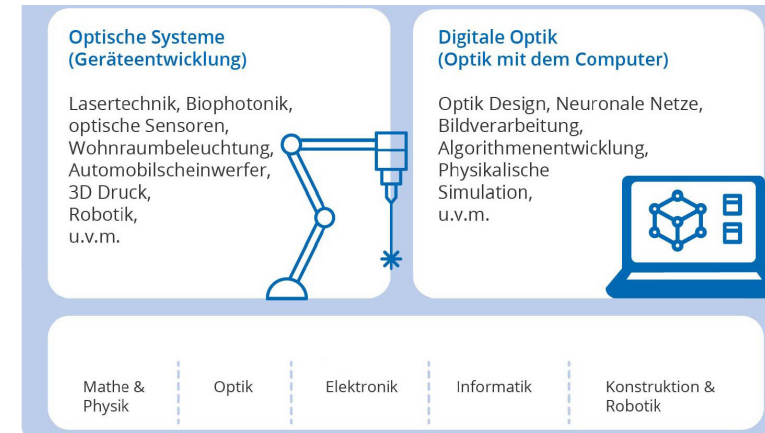 Optische Systeme
(Geräteentwicklung)
Lasertechnik, Biophotonik,
optische Sensoren,
Wohnraumbeleuchtung,
Automobilscheinwerfer,
3D Druck,
Robotik,
u.v.m.
Digitale Optik
(Optik mit dem Computer)
Optik Design, Neuronale Netze,
Bildverarbeitung,
Algorithmenentwicklung,
Physikalische
Simulation,
u.v.m.
Mathe &
Physik
Optik
Elektronik
Informatik
Konstruktion &
Robotik